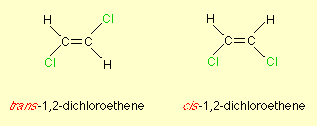 H Cl
C=C
Cl H
H H
C=C
Cl Cl
trans-1,2-dichloroethene
cis-1,2-dichloroethene